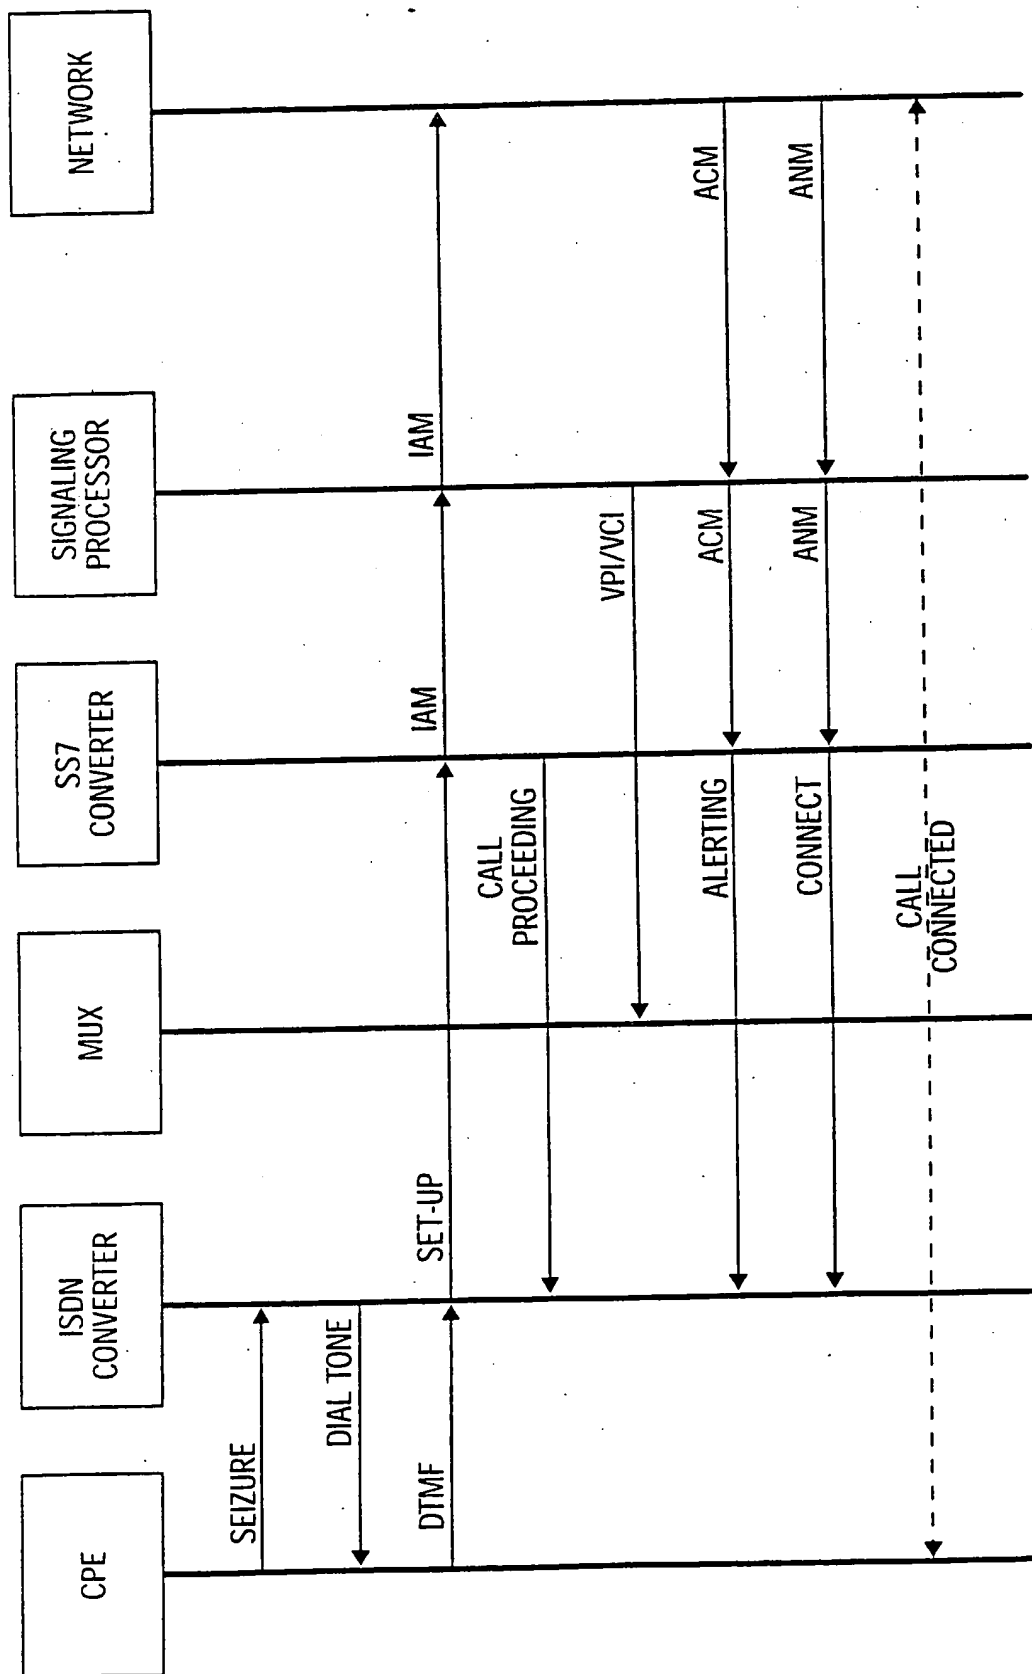 CPE
ISDN
CONVERTER
MUX
SS7
CONVERTER
SIGNALING
PROCESSOR
NETWORK
SEIZURE
DIAL TONE
DTMF
SET-UP
IAM
IAM
CALL
PROCEEDING
VPI/VCI
ALERTING
ACM
ACM
CONNECT
ANM
ANM
CALL
CONNECTED